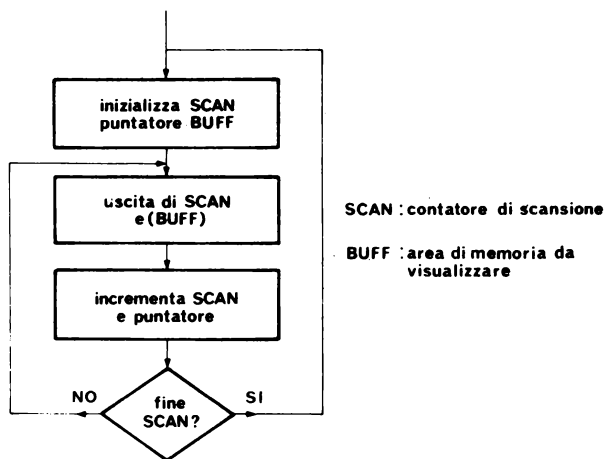 inizializza SCAN
puntatore BUFF
uscita di SCAN
e (BUFF)
SCAN : contatore di scansione
BUFF : area di memoria da
visualizzare
incrementa SCAN
e puntatore
NO
fine
SCAN?
SI